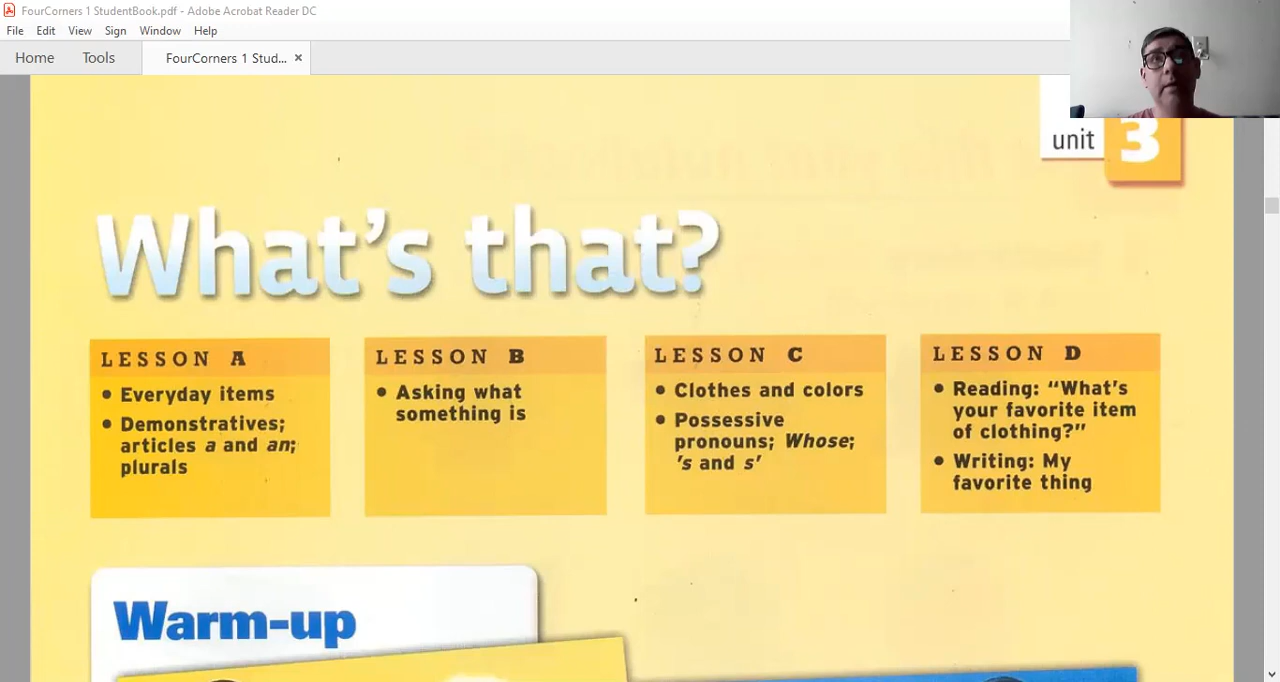 FourCorners 1 StudentBook.pdf - Adobe Acrobat Reader DC
File Edit View Sign Window Help
Home Tools FourCorners 1 Stud... ×
unit 3
What's that?
LESSON A
• Everyday items
• Demonstratives;
articles a and an;
plurals
LESSON B
• Asking what
something is
LESSON C
• Clothes and colors
• Possessive
pronouns; Whose;
's and s'
LESSON D
• Reading: "What's
your favorite item
of clothing?"
• Writing: My
favorite thing
Warm-up